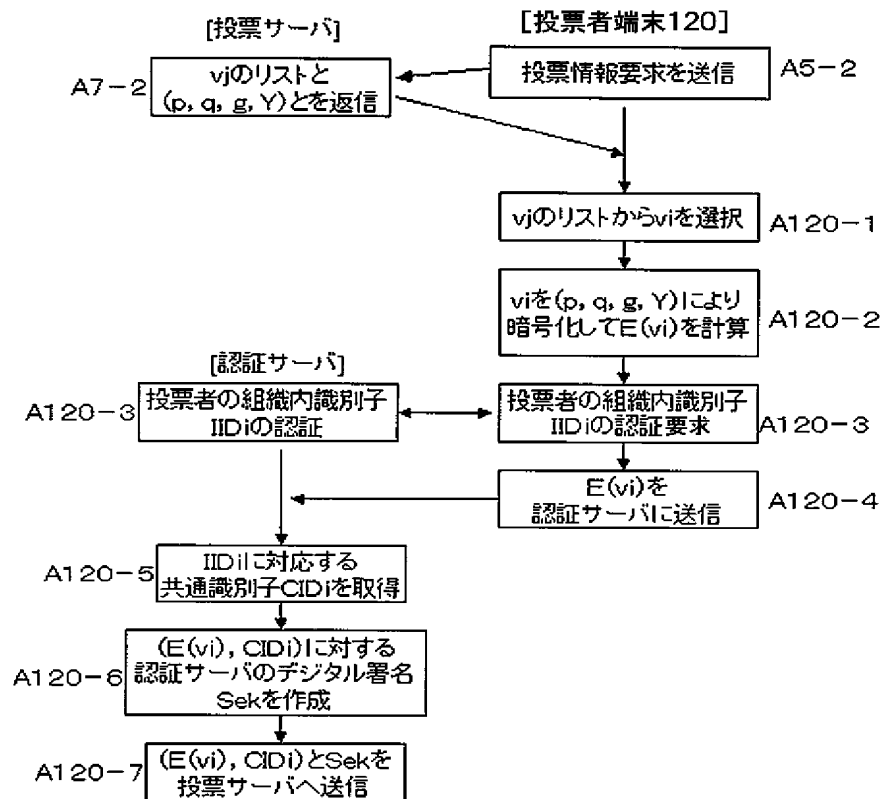 [投票サーバ]
[投票者端末120]
A7-2
vjのリストと
(p, q, g, Y)とを返信
投票情報要求を送信
A5-2
vjのリストからviを選択
A120-1
viを(p, q, g, Y)により
暗号化してE(vi)を計算
A120-2
[認証サーバ]
A120-3
投票者の組織内識別子
IIDiの認証
投票者の組織内識別子
IIDiの認証要求
A120-3
E(vi)を
認証サーバに送信
A120-4
A120-5
IIDiに対応する
共通識別子CIDiを取得
A120-6
(E(vi), CIDi)に対する
認証サーバのデジタル署名
Sekを作成
A120-7
(E(vi), CIDi)とSekを
投票サーバへ送信